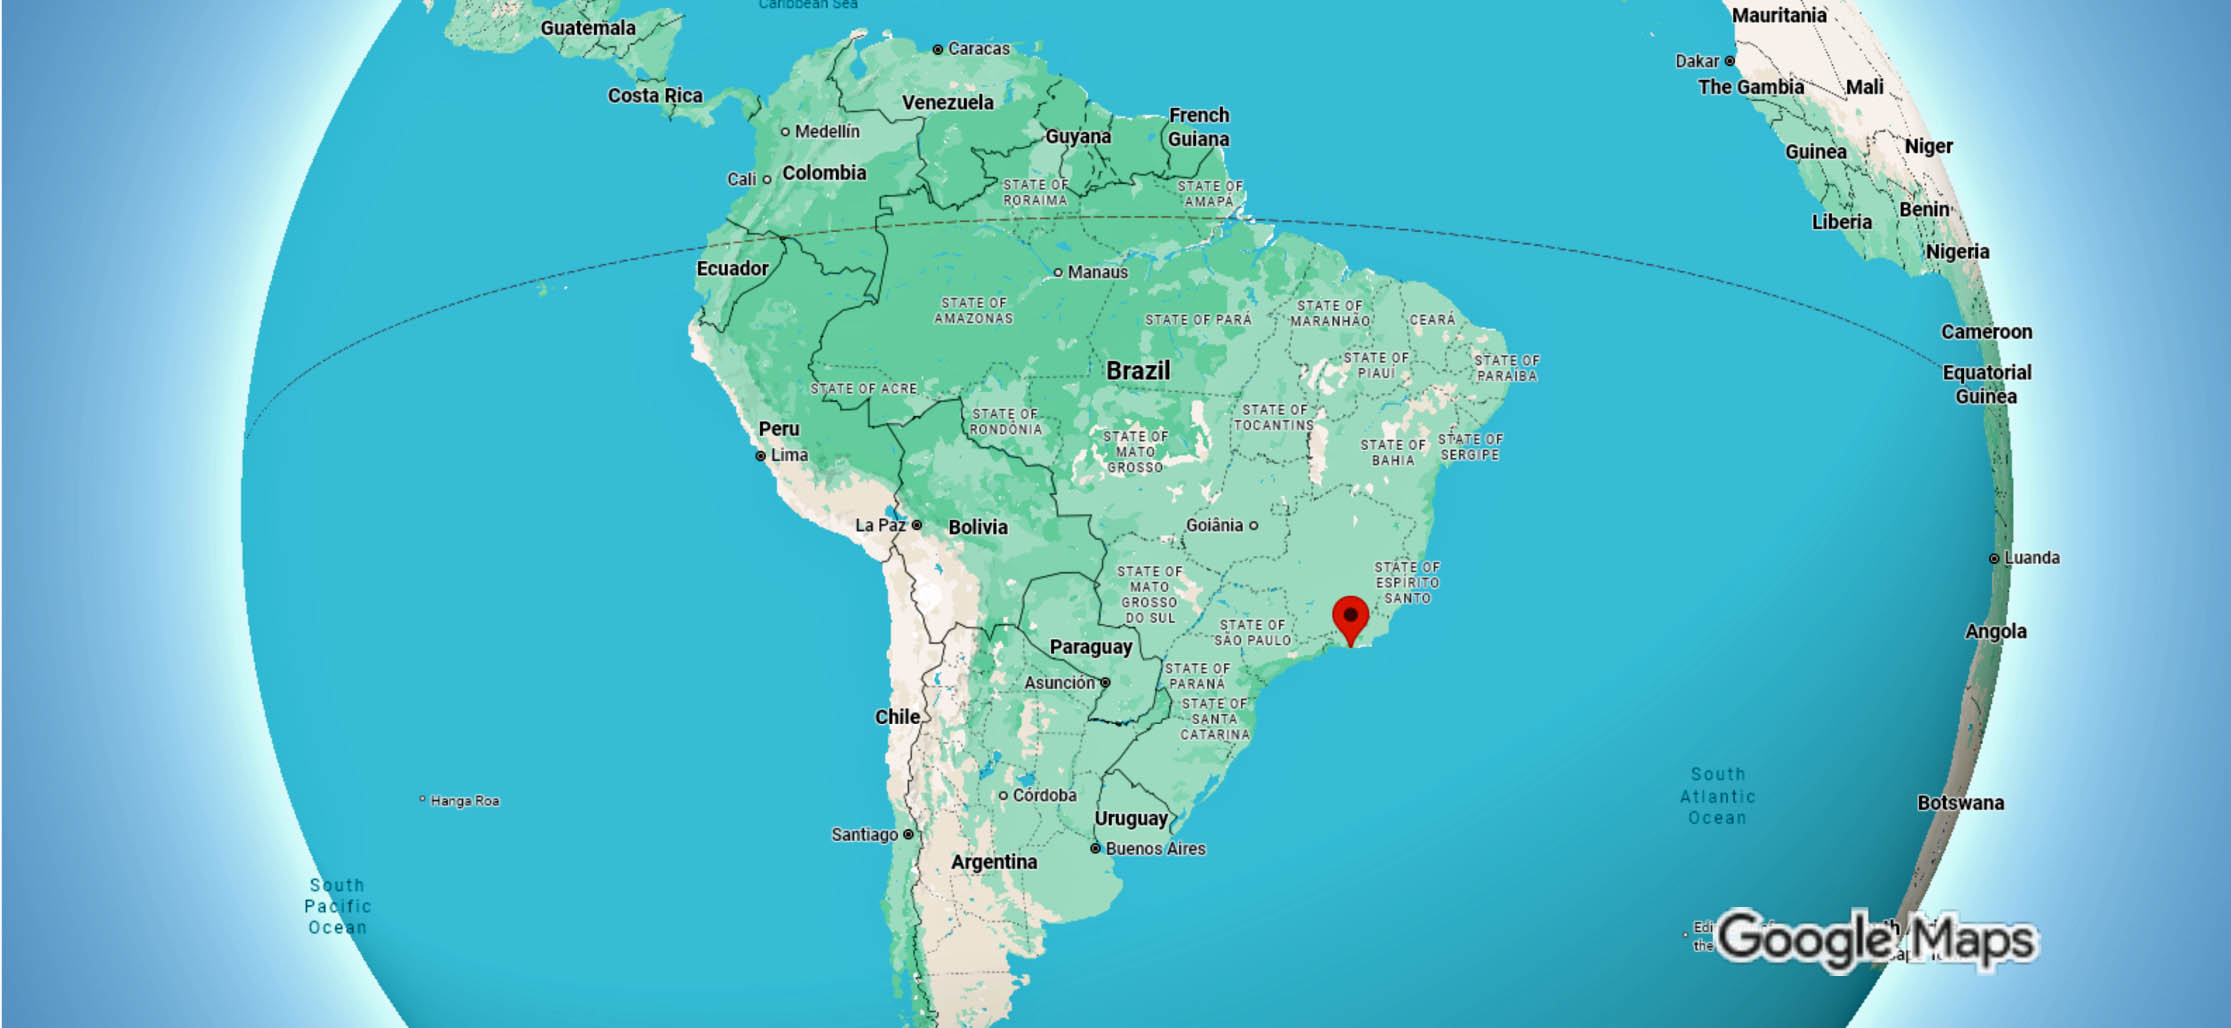 Caribbean Sea
Guatemala
Mauritania
Caracas
Dakar
Costa Rica
Venezuela
The Gambia
Mali
French
Guiana
Medellín
Guyana
Niger
Guinea
Cali
Colombia
STATE OF
RORAIMA
STATE OF
AMAPÁ
Benin
Liberia
Nigeria
Ecuador
Manaus
STATE OF
AMAZONAS
STATE OF PARÁ
STATE OF
MARANHÃO
CEARÁ
Cameroon
Brazil
STATE OF
PIAUÍ
STATE OF
PARAÍBA
Equatorial
Guinea
STATE OF ACRE
STATE OF
RONDÔNIA
STATE OF
TOCANTINS
Peru
Lima
STATE OF
MATO
GROSSO
STATE OF
BAHIA
STATE OF
SERGIPE
La Paz
Bolivia
Goiânia
Luanda
STATE OF
MATO
GROSSO
DO SUL
STATE OF
ESPÍRITO
SANTO
STATE OF
SÃO PAULO
Angola
Paraguay
Asunción
STATE OF
PARANÁ
Chile
STATE OF
SANTA
CATARINA
South
Atlantic
Ocean
Hanga Roa
Córdoba
Botswana
Uruguay
Santiago
Buenos Aires
Argentina
South
Pacific
Ocean
the
Google Maps